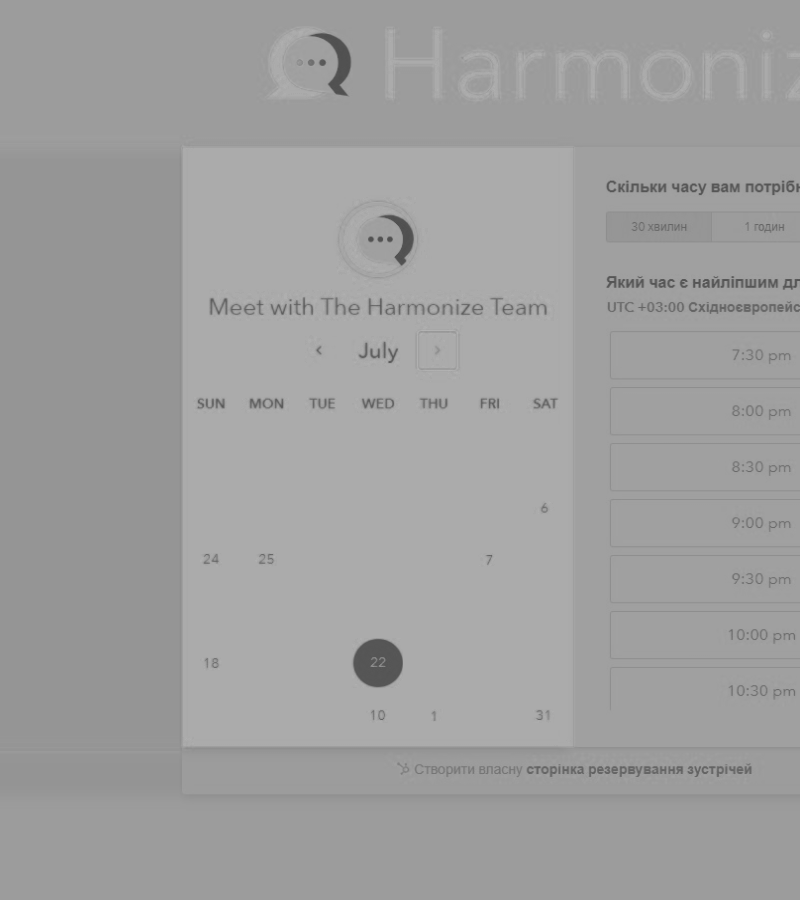 Harmoniz
Meet with The Harmonize Team
July
SUN MON TUE WED THU FRI SAT
6
24 25 7
18 22
10 1 31
Скільки часу вам потрібн
30 хвилин 1 годин
Який час є найліпшим дл
UTC +03:00 Східноєвропейс
7:30 pm
8:00 pm
8:30 pm
9:00 pm
9:30 pm
10:00 pm
10:30 pm
Створити власну сторінка резервування зустрічей